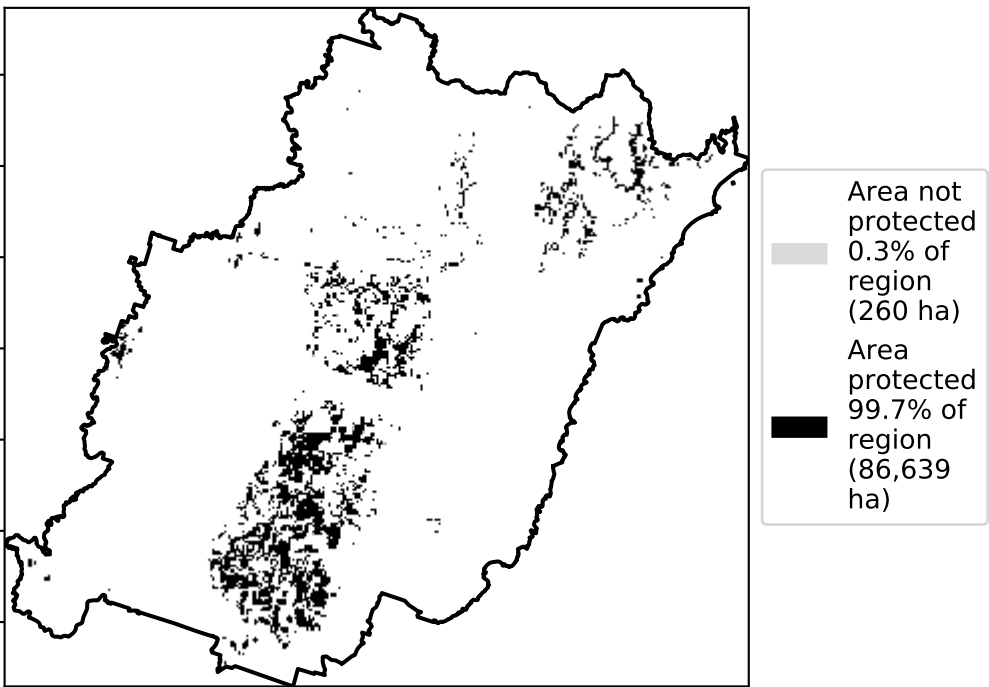 Area not
protected
0.3% of
region
(260 ha)
Area
protected
99.7% of
region
(86,639
ha)